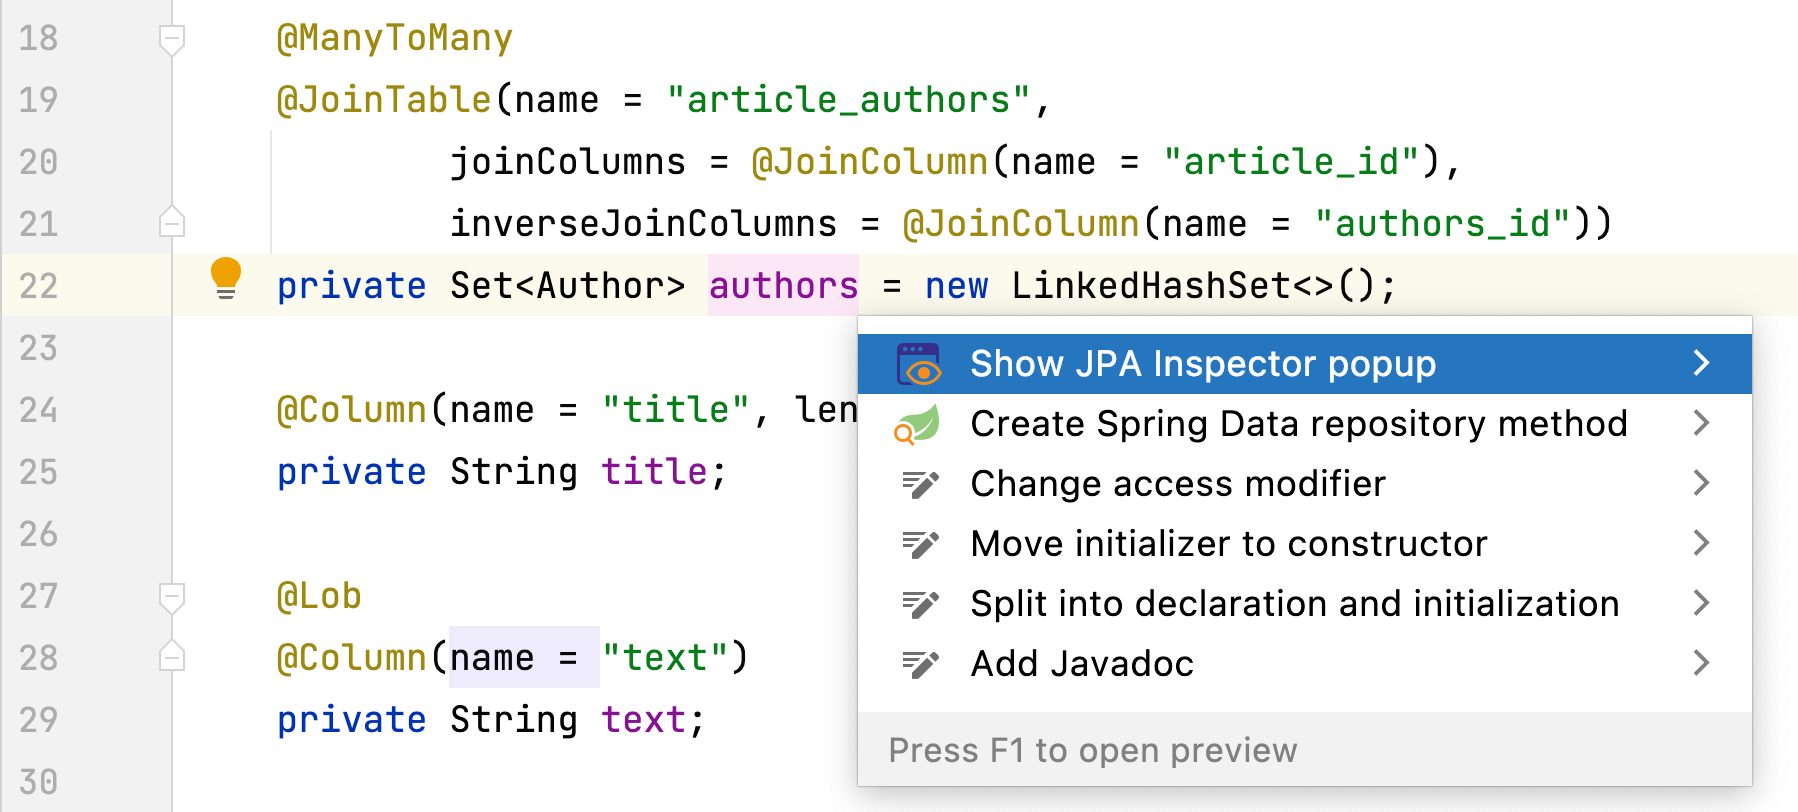 18 @ManyToMany
19 @JoinTable(name = "article_authors",
20 joinColumns = @JoinColumn(name = "article_id"),
21 inverseJoinColumns = @JoinColumn(name = "authors_id"))
22 private Set<Author> authors = new LinkedHashSet<>();
23
24 @Column(name = "title", len
25 private String title;
26
27 @Lob
28 @Column(name = "text")
29 private String text;
30
Show JPA Inspector popup
Create Spring Data repository method
Change access modifier
Move initializer to constructor
Split into declaration and initialization
Add Javadoc
Press F1 to open preview